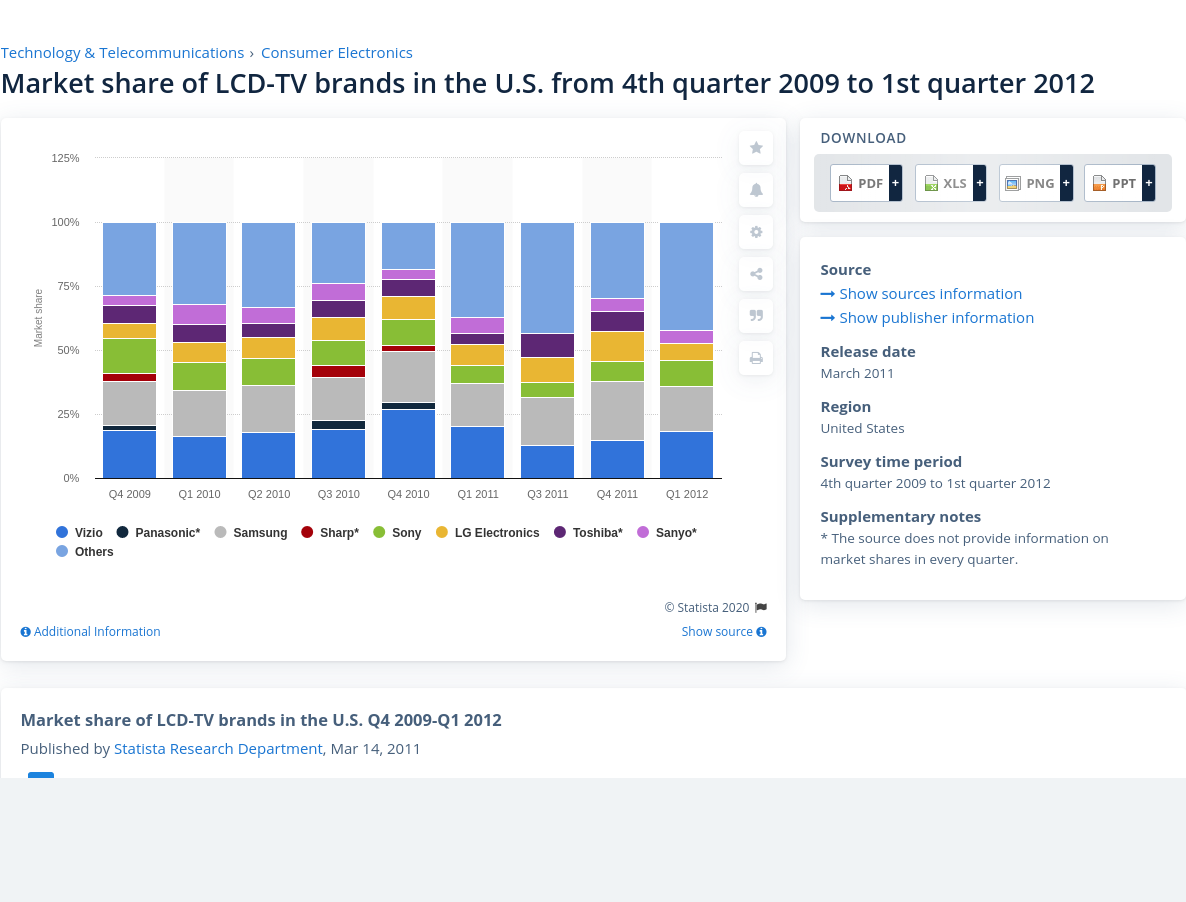 Technology & Telecommunications › Consumer Electronics
Market share of LCD-TV brands in the U.S. from 4th quarter 2009 to 1st quarter 2012
125%
100%
75%
50%
25%
0%
Market share
Q4 2009 Q1 2010 Q2 2010 Q3 2010 Q4 2010 Q1 2011 Q3 2011 Q4 2011 Q1 2012
Vizio Panasonic* Samsung Sharp* Sony LG Electronics Toshiba* Sanyo*
Others
© Statista 2020
Additional Information Show source
DOWNLOAD
PDF + XLS + PNG + PPT +
Source
Show sources information
Show publisher information
Release date
March 2011
Region
United States
Survey time period
4th quarter 2009 to 1st quarter 2012
Supplementary notes
* The source does not provide information on
market shares in every quarter.
Market share of LCD-TV brands in the U.S. Q4 2009-Q1 2012
Published by Statista Research Department, Mar 14, 2011